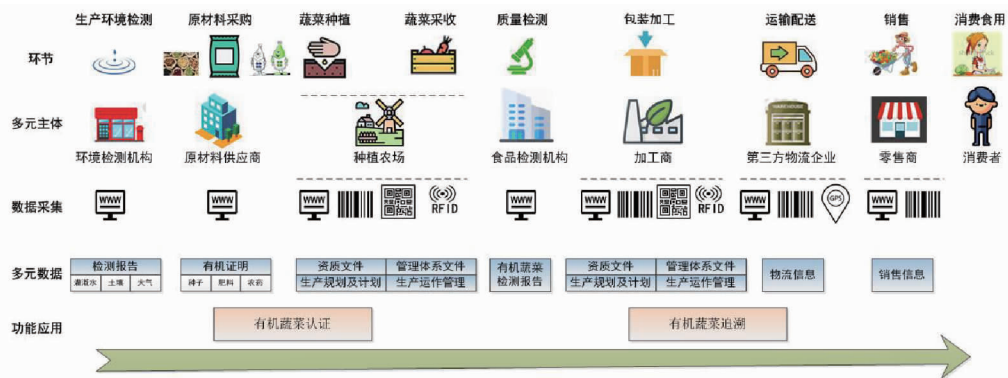 生产环境检测 原材料采购 蔬菜种植 蔬菜采收 质量检测 包装加工 运输配送 销售 消费食用
环节
多元主体
环境检测机构 原材料供应商 种植农场 食品检测机构 加工商 第三方物流企业 零售商 消费者
数据采集
WWW WWW WWW RFID WWW WWW RFID WWW GPS WWW
多元数据
检测报告 有机证明 资质文件 管理体系文件 有机蔬菜 资质文件 管理体系文件 物流信息 销售信息
灌溉水 土壤 大气 种子 肥料 农药 生产规划及计划 生产运作管理 检测报告 生产规划及计划 生产运作管理
功能应用
有机蔬菜认证 有机蔬菜追溯